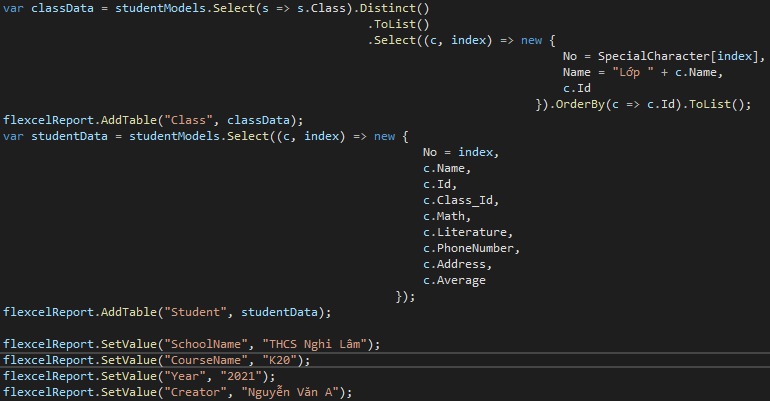 var classData = studentModels.Select(s => s.Class).Distinct()
.ToList()
.Select((c, index) => new {
No = SpecialCharacter[index],
Name = "Lớp " + c.Name,
c.Id
}).OrderBy(c => c.Id).ToList();
flexcelReport.AddTable("Class", classData);
var studentData = studentModels.Select((c, index) => new {
No = index,
c.Name,
c.Id,
c.Class_Id,
c.Math,
c.Literature,
c.PhoneNumber,
c.Address,
c.Average
});
flexcelReport.AddTable("Student", studentData);
flexcelReport.SetValue("SchoolName", "THCS Nghi Lâm");
flexcelReport.SetValue("CourseName", "K20");
flexcelReport.SetValue("Year", "2021");
flexcelReport.SetValue("Creator", "Nguyễn Văn A");